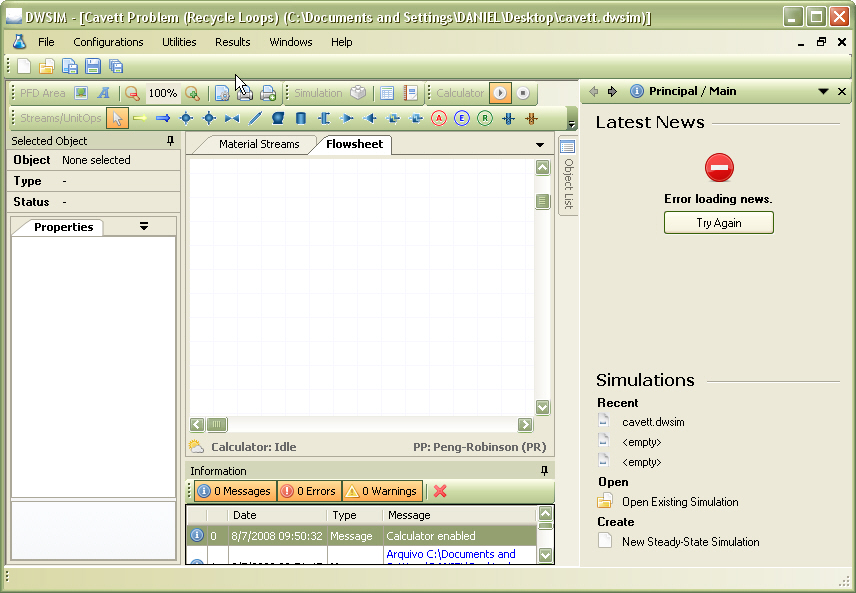 DWSIM - [Cavett Problem (Recycle Loops) (C:\Documents and Settings\DANIEL\Desktop\cavett.dwsim)]
File Configurations Utilities Results Windows Help
PFD Area A 100% Simulation Calculator
Streams/UnitOps A E R
Selected Object
Object None selected
Type -
Status -
Properties
Material Streams Flowsheet
Object List
Calculator: Idle PP: Peng-Robinson (PR)
Information
0 Messages 0 Errors 0 Warnings
Date Type Message
0 8/7/2008 09:50:32 Message Calculator enabled
Arquivo C:\Documents and
Principal / Main
Latest News
Error loading news.
Try Again
Simulations
Recent
cavett.dwsim
<empty>
<empty>
Open
Open Existing Simulation
Create
New Steady-State Simulation